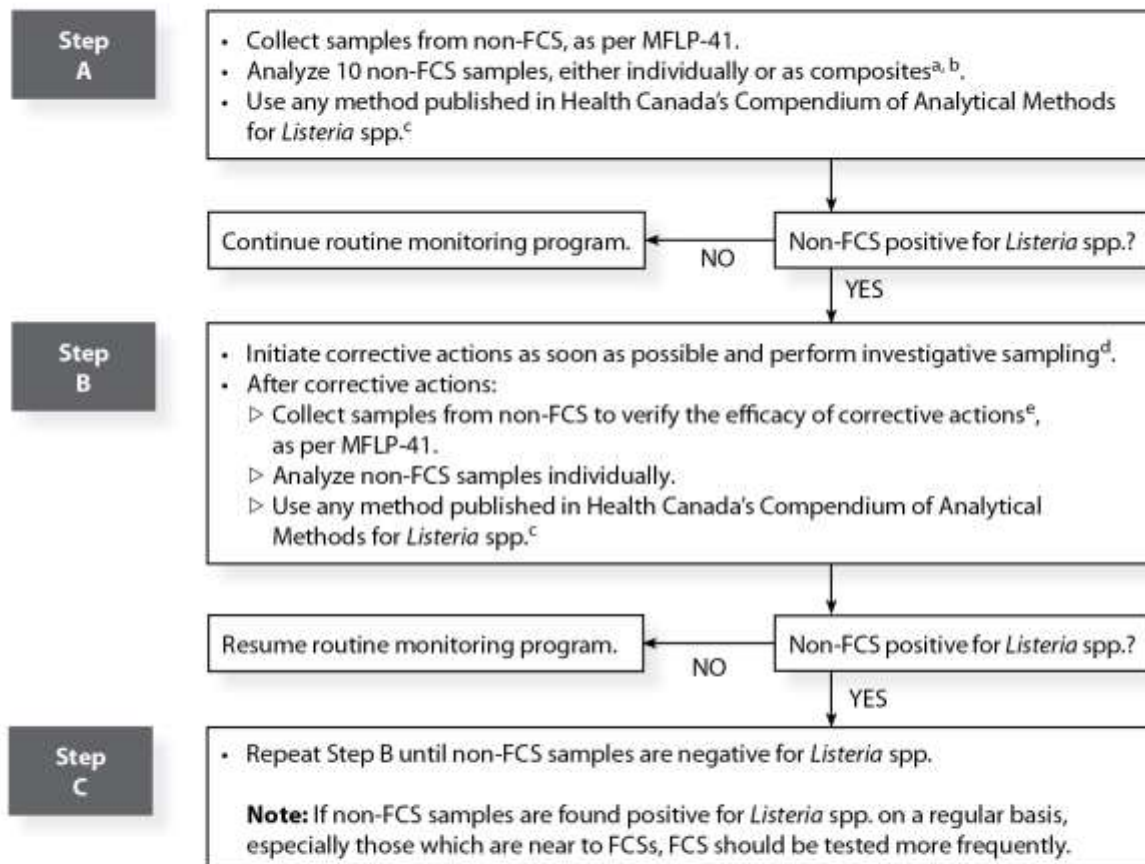 Step
A
• Collect samples from non-FCS, as per MFLP-41.
• Analyze 10 non-FCS samples, either individually or as composites^a, b.
• Use any method published in Health Canada's Compendium of Analytical Methods
for Listeria spp.^c
Continue routine monitoring program.
NO
Non-FCS positive for Listeria spp.?
YES
Step
B
• Initiate corrective actions as soon as possible and perform investigative sampling^d.
• After corrective actions:
▷ Collect samples from non-FCS to verify the efficacy of corrective actions^e,
as per MFLP-41.
▷ Analyze non-FCS samples individually.
▷ Use any method published in Health Canada's Compendium of Analytical
Methods for Listeria spp.^c
Resume routine monitoring program.
NO
Non-FCS positive for Listeria spp.?
YES
Step
C
• Repeat Step B until non-FCS samples are negative for Listeria spp.
Note: If non-FCS samples are found positive for Listeria spp. on a regular basis,
especially those which are near to FCSs, FCS should be tested more frequently.